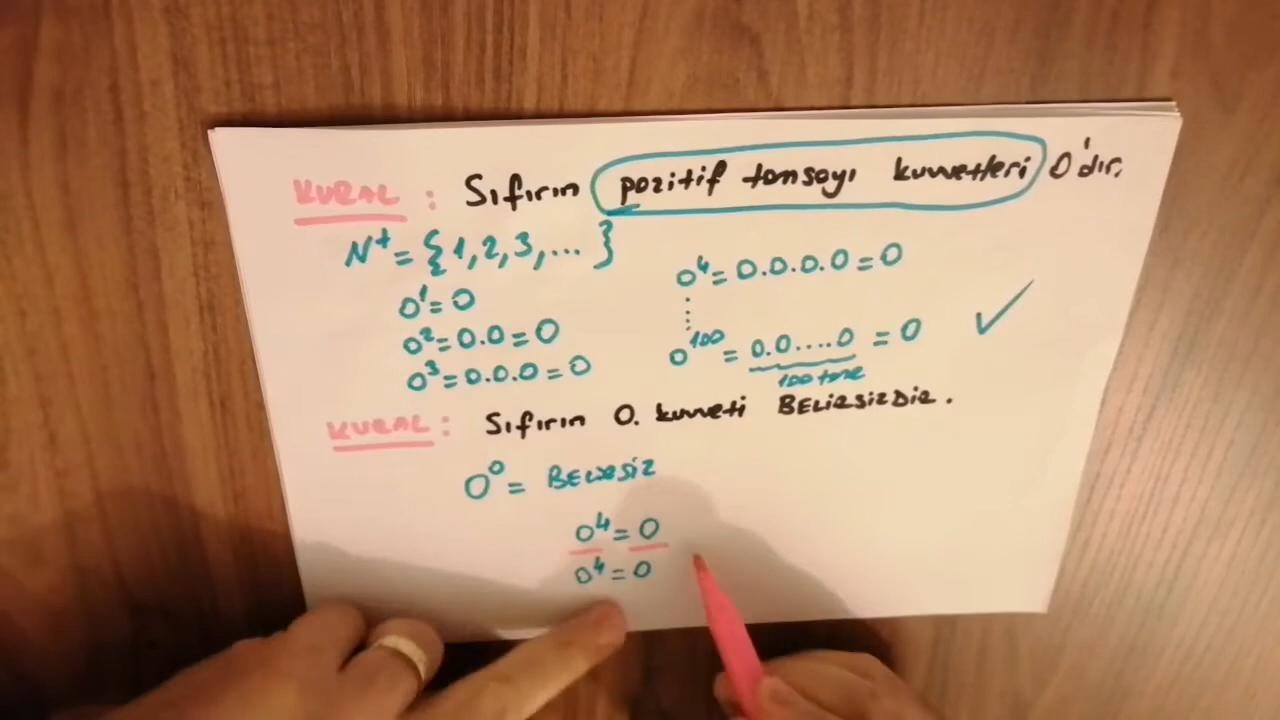 KURAL : Sıfırın pozitif tamsayı kuvvetleri 0'dır.
N⁺ = {1, 2, 3, ... }
0¹ = 0
0² = 0.0 = 0
0³ = 0.0.0 = 0
0⁴ = 0.0.0.0 = 0
⋮
0¹⁰⁰ = 0.0....0 = 0 ✓
100 tane
KURAL : Sıfırın 0. kuvveti BELİRSİZDİR.
0⁰ = BELİRSİZ
0⁴ = 0
0⁴ = 0